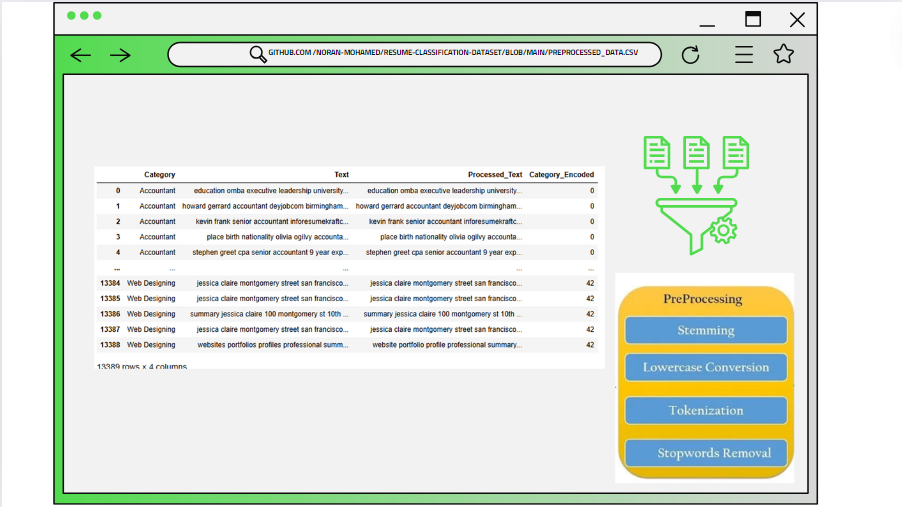 GITHUB.COM /NORAN-MOHAMED/RESUME-CLASSIFICATION-DATASET/BLOB/MAIN/PREPROCESSED_DATA.CSV
Category Text Processed_Text Category_Encoded
0 Accountant education omba executive leadership university... education omba executive leadership university... 0
1 Accountant howard gerrard accountant deyjobcom birmingham... howard gerrard accountant deyjobcom birmingham... 0
2 Accountant kevin frank senior accountant inforesumekraftc... kevin frank senior accountant inforesumekraftc... 0
3 Accountant place birth nationality olivia ogilvy accounta... place birth nationality olivia ogilvy accounta... 0
4 Accountant stephen greet cpa senior accountant 9 year exp... stephen greet cpa senior accountant 9 year exp... 0
... ... ... ... ...
13384 Web Designing jessica claire montgomery street san francisco... jessica claire montgomery street san francisco... 42
13385 Web Designing jessica claire montgomery street san francisco... jessica claire montgomery street san francisco... 42
13386 Web Designing summary jessica claire 100 montgomery st 10th ... summary jessica claire 100 montgomery st 10th ... 42
13387 Web Designing jessica claire montgomery street san francisco... jessica claire montgomery street san francisco... 42
13388 Web Designing websites portfolios profiles professional summ... website portfolio profile professional summary... 42
13389 rows x 4 columns
PreProcessing
Stemming
Lowercase Conversion
Tokenization
Stopwords Removal